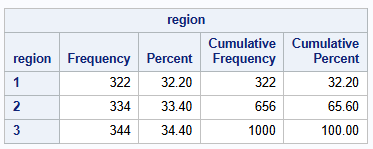 region
region Frequency Percent Cumulative Frequency Cumulative Percent
1 322 32.20 322 32.20
2 334 33.40 656 65.60
3 344 34.40 1000 100.00